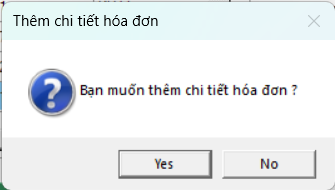 Thêm chi tiết hóa đơn
Bạn muốn thêm chi tiết hóa đơn ?
Yes No